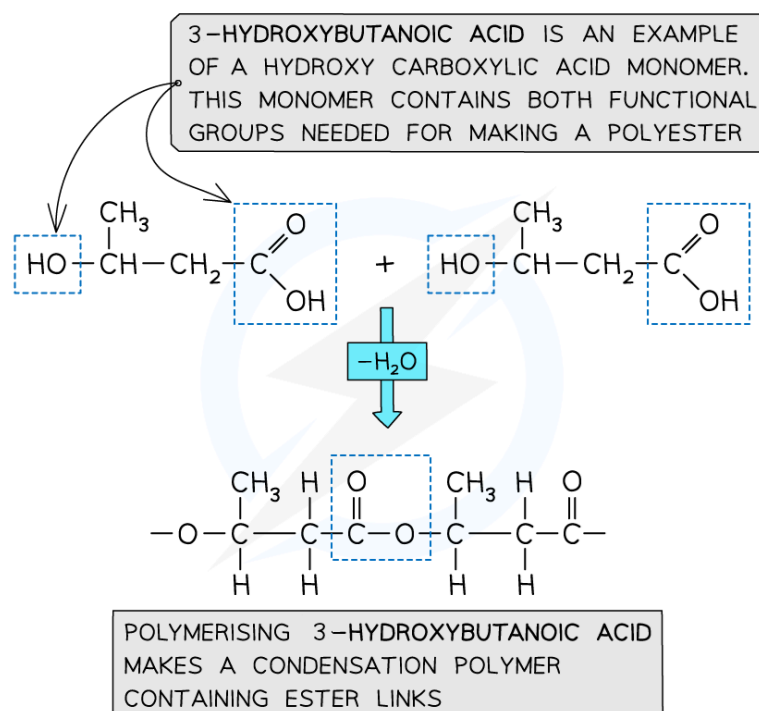 3-HYDROXYBUTANOIC ACID IS AN EXAMPLE
OF A HYDROXY CARBOXYLIC ACID MONOMER.
THIS MONOMER CONTAINS BOTH FUNCTIONAL
GROUPS NEEDED FOR MAKING A POLYESTER
CH₃ O CH₃ O
HO-CH-CH₂-C + HO-CH-CH₂-C
OH OH
-H₂O
CH₃ H O CH₃ H O
-O-C-C-C-O-C-C-C-
H H H H
POLYMERISING 3-HYDROXYBUTANOIC ACID
MAKES A CONDENSATION POLYMER
CONTAINING ESTER LINKS